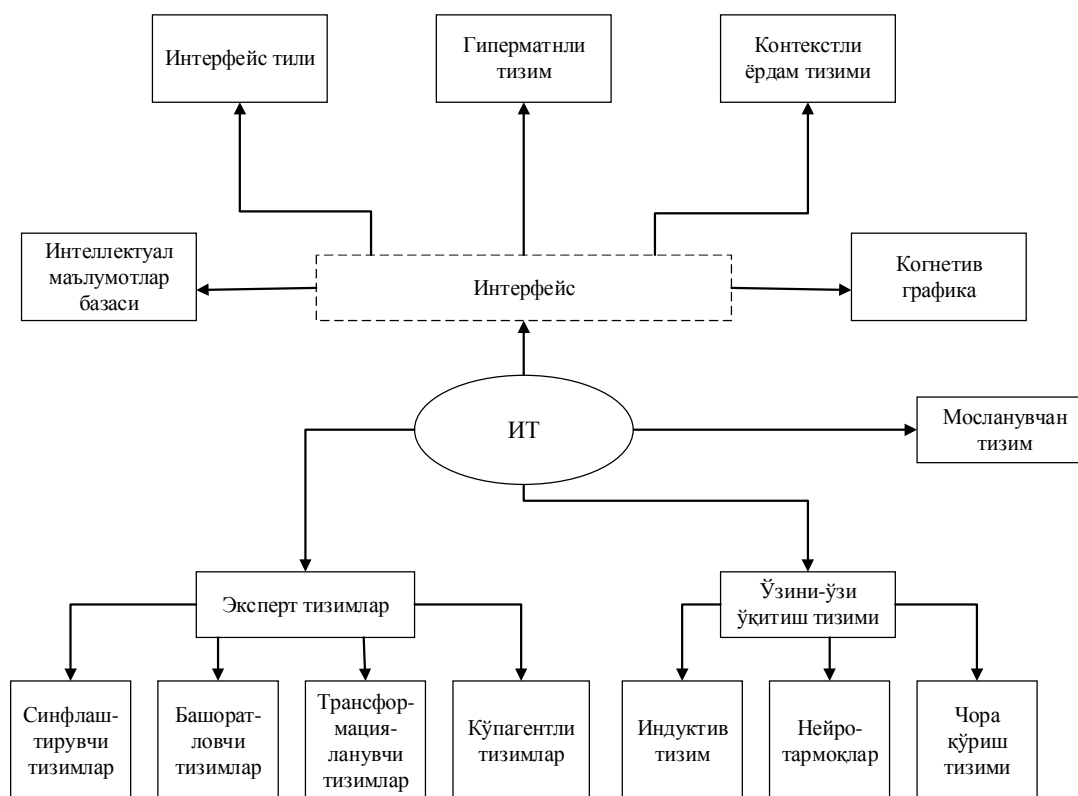 Интерфейс тили
Гиперматнли
тизим
Контекстли
ёрдам тизими
Интеллектуал
маълумотлар
базаси
Интерфейс
Когнетив
графика
ИТ
Мосланувчан
тизим
Эксперт тизимлар
Ўзини-ўзи
ўқитиш тизими
Синфлаш-
тирувчи
тизимлар
Башорат-
ловчи
тизимлар
Трансфор-
мация-
ланувчи
тизимлар
Кўпагентли
тизимлар
Индуктив
тизим
Нейро-
тармоқлар
Чора
қўриш
тизими